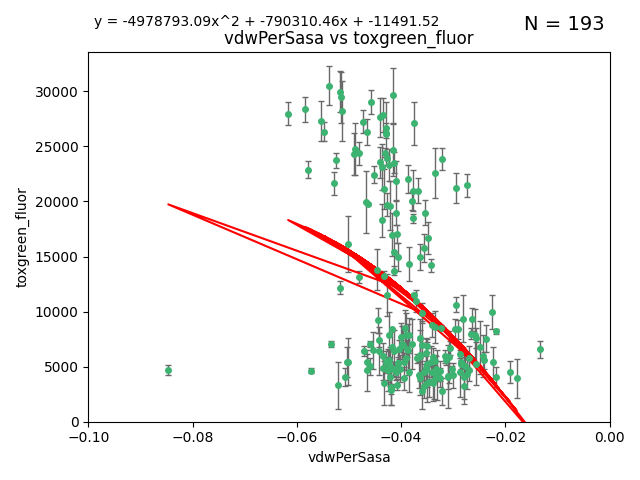 y = -4978793.09x^2 + -790310.46x + -11491.52
N = 193
vdwPerSasa vs toxgreen_fluor
30000
25000
20000
15000
10000
5000
0
toxgreen_fluor
−0.10 −0.08 −0.06 −0.04 −0.02 0.00
vdwPerSasa